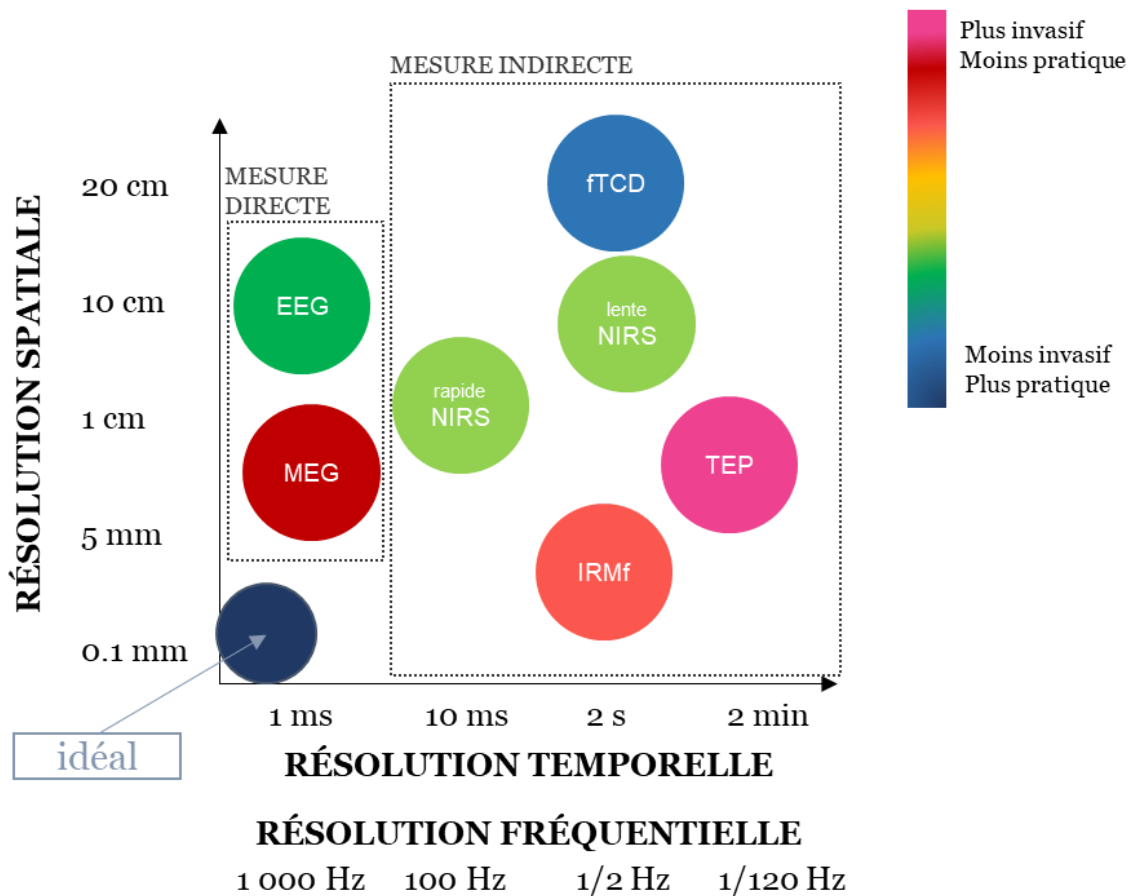 Plus invasif
Moins pratique
MESURE INDIRECTE
MESURE
DIRECTE
RÉSOLUTION SPATIALE
20 cm
10 cm
1 cm
5 mm
0.1 mm
fTCD
EEG
lente
NIRS
rapide
NIRS
MEG
TEP
IRMf
Moins invasif
Plus pratique
idéal
1 ms
10 ms
2 s
2 min
RÉSOLUTION TEMPORELLE
RÉSOLUTION FRÉQUENTIELLE
1 000 Hz
100 Hz
1/2 Hz
1/120 Hz